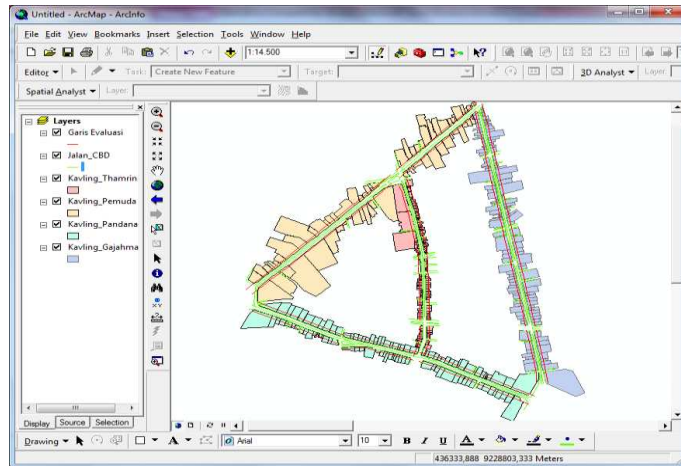 Untitled - ArcMap - ArcInfo
File Edit View Bookmarks Insert Selection Tools Window Help
1:14.500
Editor Task: Create New Feature Target: 3D Analyst Layer:
Spatial Analyst Layer:
Layers
Garis Evaluasi
Jalan_CBD
Kavling_Thamrin
Kavling_Pemuda
Kavling_Pandana
Kavling_Gajahma
Display Source Selection
Drawing A Arial 10 B I U A
436333,888 9228803,333 Meters